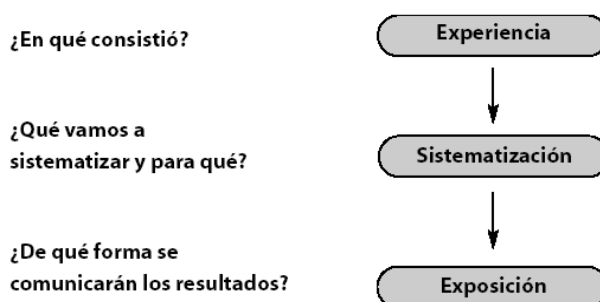 ¿En qué consistió?
Experiencia
¿Qué vamos a
sistematizar y para qué?
Sistematización
¿De qué forma se
comunicarán los resultados?
Exposición